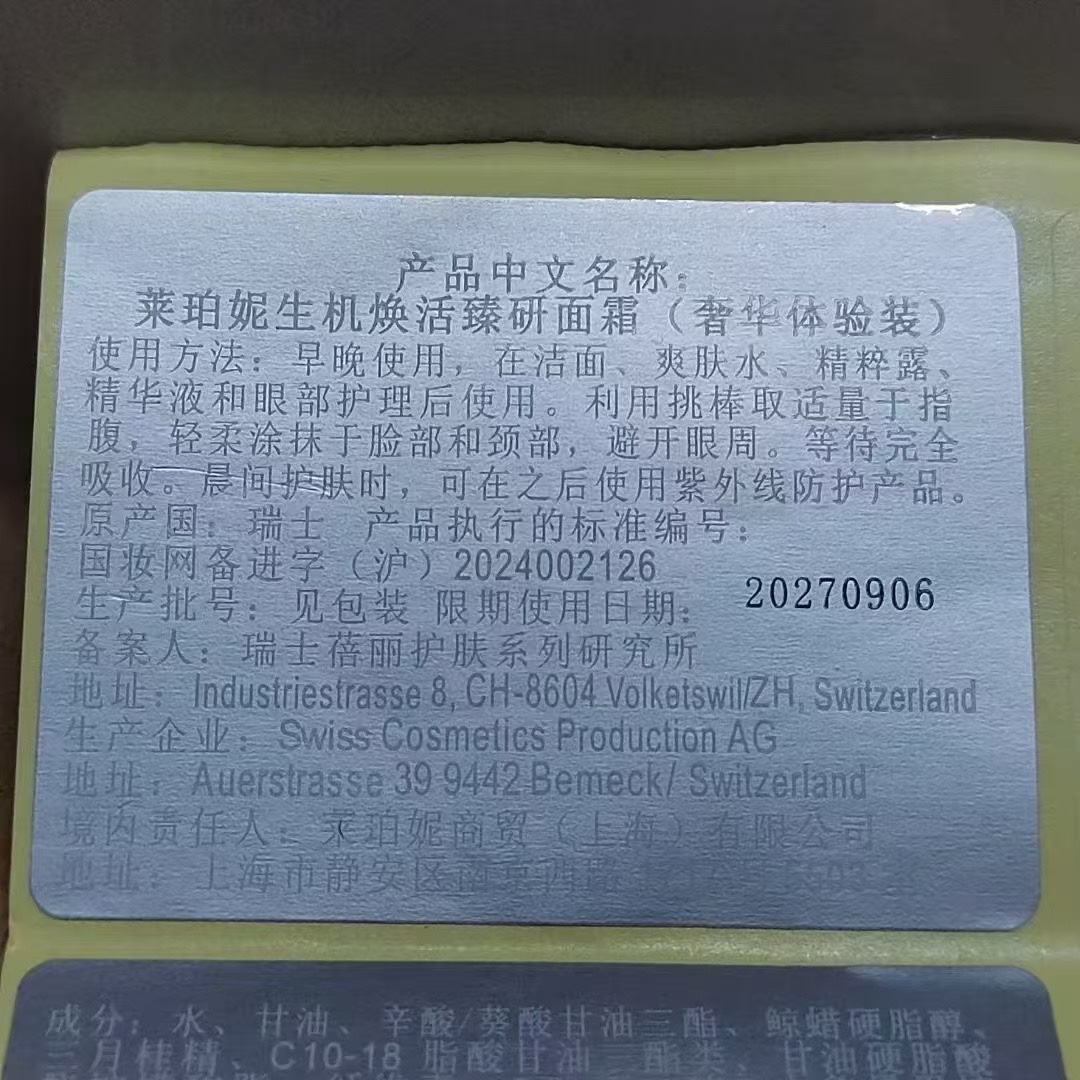 产品中文名称：
莱珀妮生机焕活臻研面霜（奢华体验装）
使用方法：早晚使用，在洁面、爽肤水、精粹露、
精华液和眼部护理后使用。利用挑棒取适量于指
腹，轻柔涂抹于脸部和颈部，避开眼周。等待完全
吸收。晨间护肤时，可在之后使用紫外线防护产品。
原产国：瑞士 产品执行的标准编号：
国妆网备进字（沪）2024002126
生产批号：见包装 限期使用日期： 20270906
备案人：瑞士蓓丽护肤系列研究所
地址：Industriestrasse 8, CH-8604 Volketswil/ZH, Switzerland
生产企业：Swiss Cosmetics Production AG
地址：Auerstrasse 39 9442 Berneck/ Switzerland
境内责任人：莱珀妮商贸（上海）有限公司
地址：上海市静安区南京西路
成分：水、甘油、辛酸/葵酸甘油三酯、鲸蜡硬脂醇、
三月桂精、C10-18 脂酸甘油三酯类、甘油硬脂酸